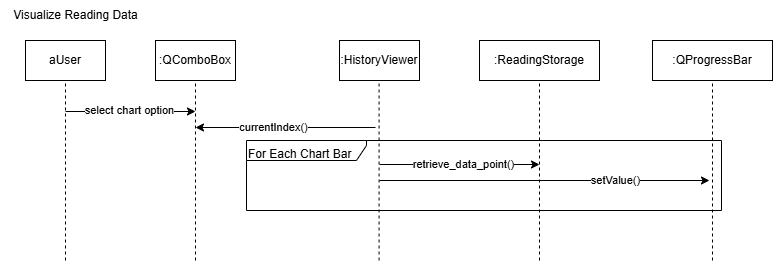 Visualize Reading Data
aUser
:QComboBox
:HistoryViewer
:ReadingStorage
:QProgressBar
select chart option
currentIndex()
For Each Chart Bar
retrieve_data_point()
setValue()